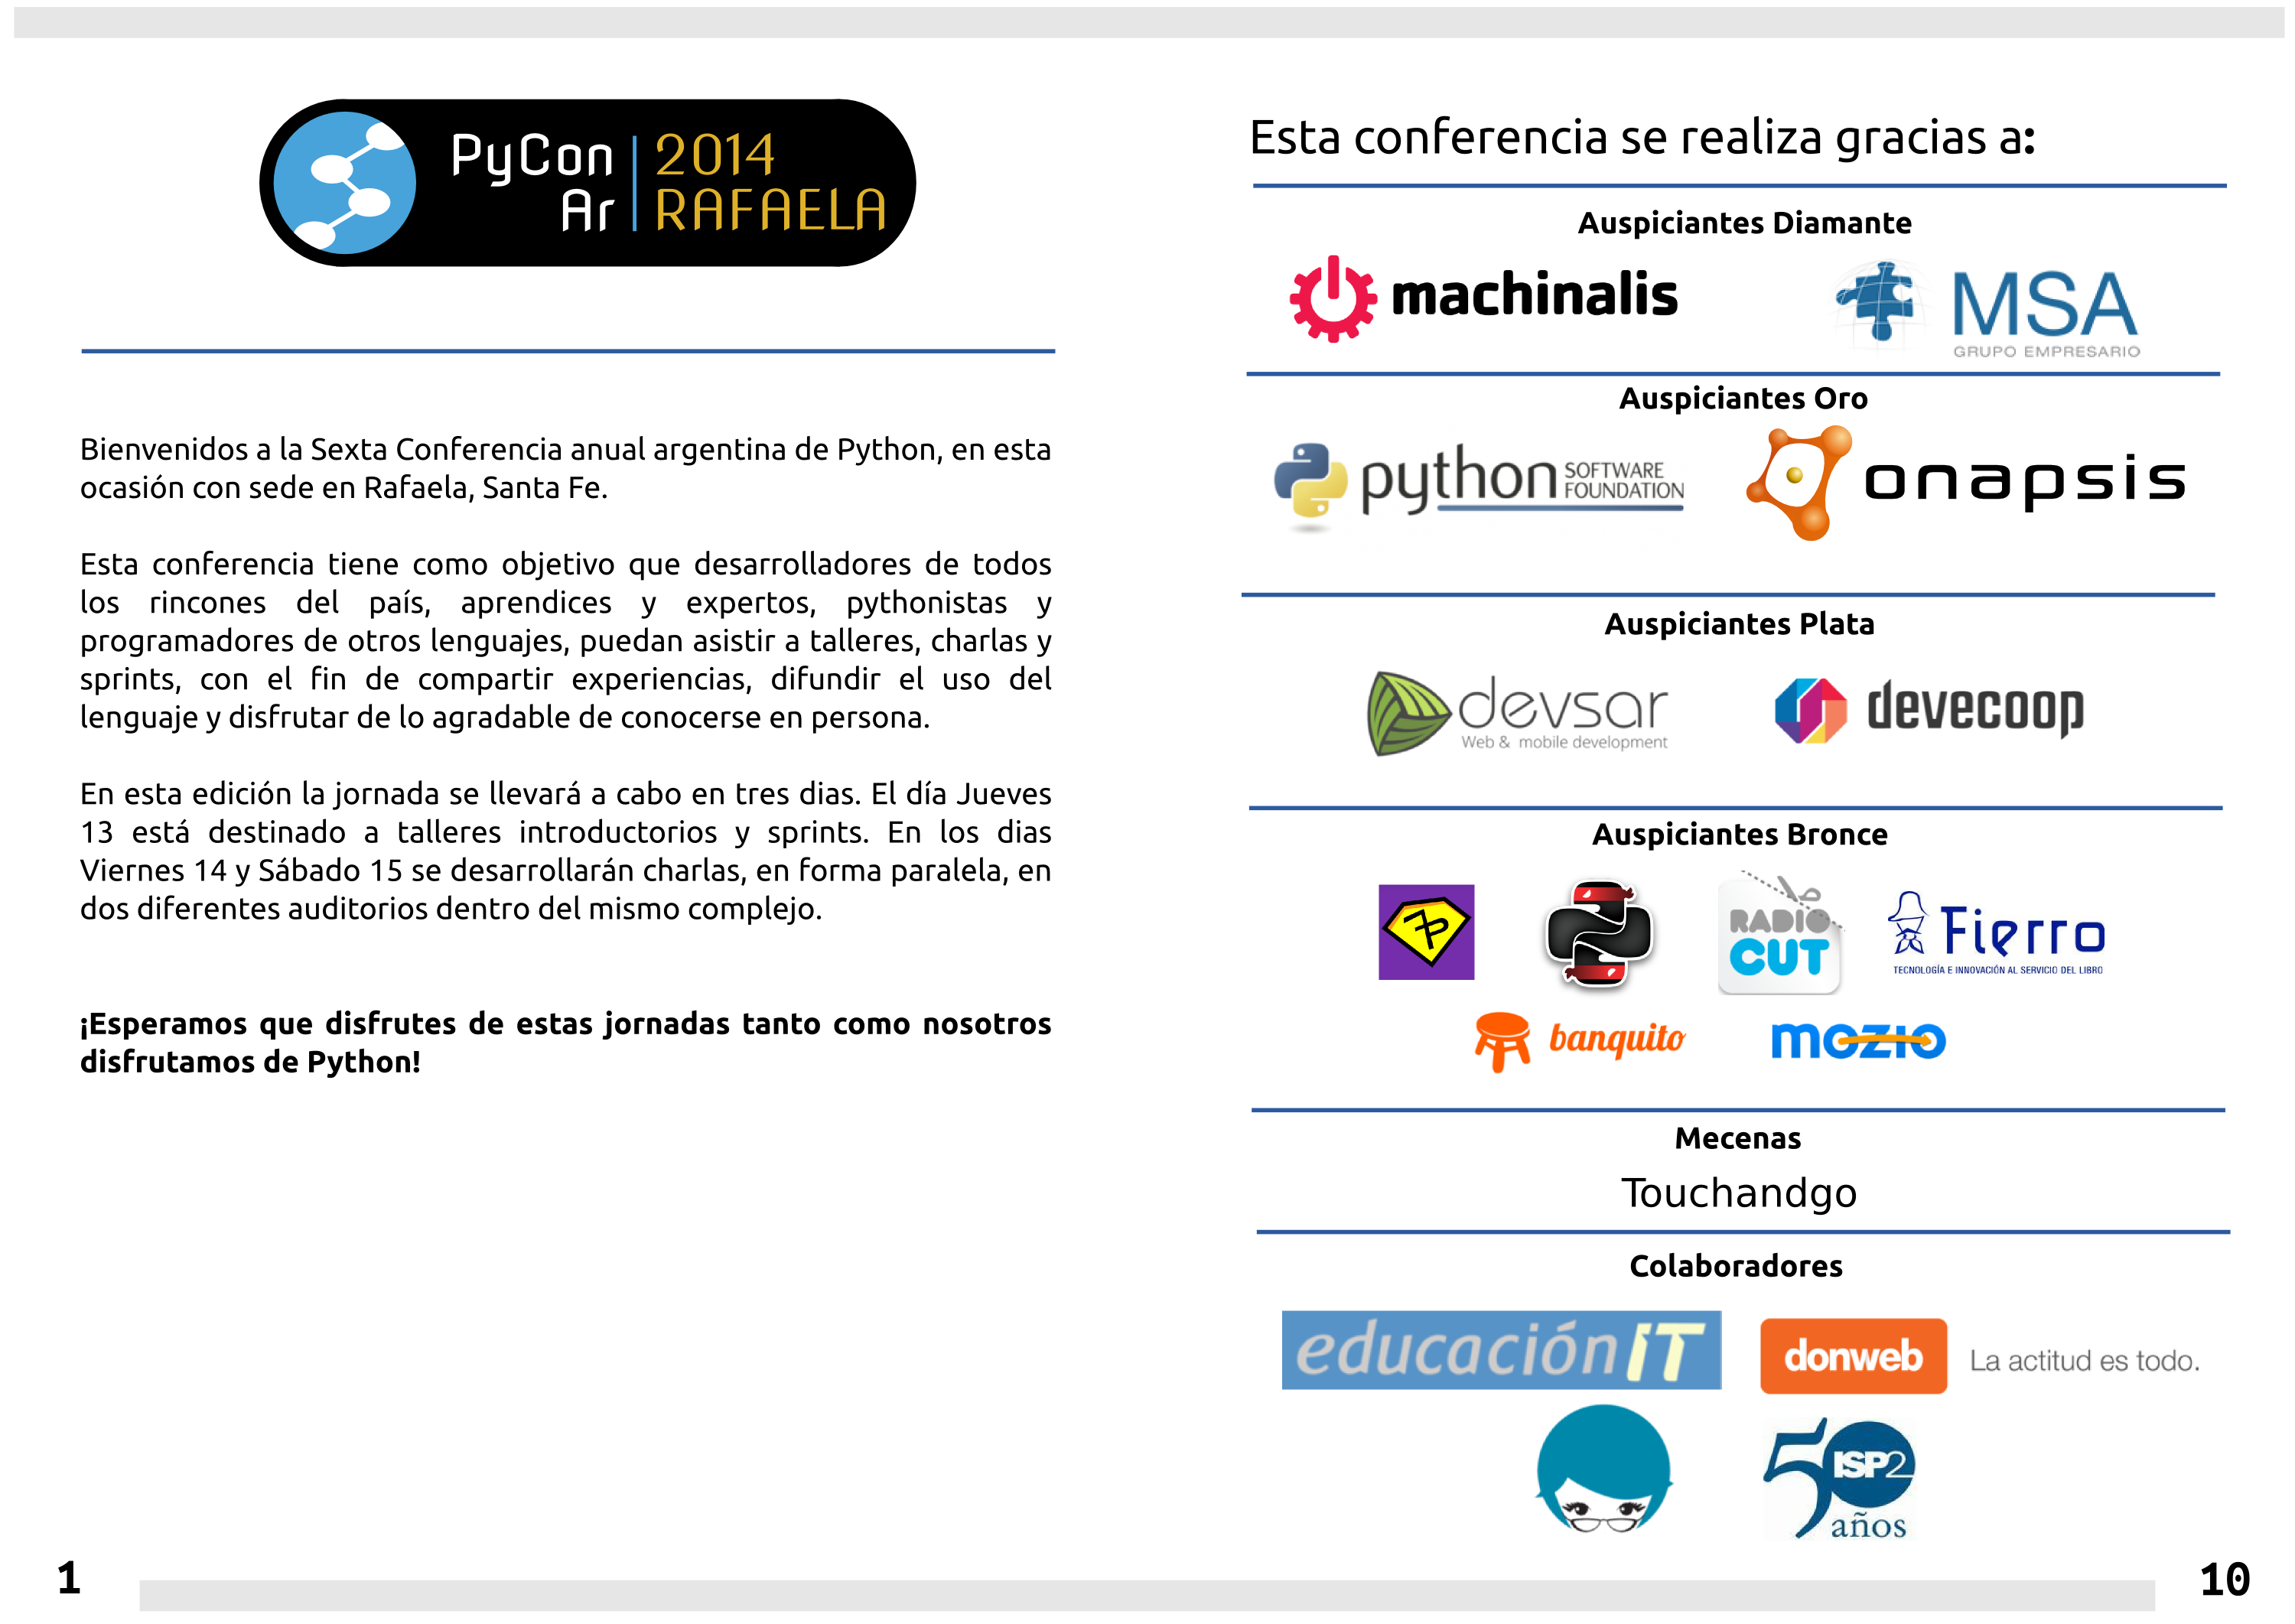 PyCon Ar 2014 RAFAELA
Bienvenidos a la Sexta Conferencia anual argentina de Python, en esta
ocasión con sede en Rafaela, Santa Fe.
Esta conferencia tiene como objetivo que desarrolladores de todos
los rincones del país, aprendices y expertos, pythonistas y
programadores de otros lenguajes, puedan asistir a talleres, charlas y
sprints, con el fin de compartir experiencias, difundir el uso del
lenguaje y disfrutar de lo agradable de conocerse en persona.
En esta edición la jornada se llevará a cabo en tres dias. El día Jueves
13 está destinado a talleres introductorios y sprints. En los dias
Viernes 14 y Sábado 15 se desarrollarán charlas, en forma paralela, en
dos diferentes auditorios dentro del mismo complejo.
¡Esperamos que disfrutes de estas jornadas tanto como nosotros
disfrutamos de Python!
1
Esta conferencia se realiza gracias a:
Auspiciantes Diamante
machinalis
MSA
GRUPO EMPRESARIO
Auspiciantes Oro
python SOFTWARE FOUNDATION
onapsis
Auspiciantes Plata
devsar
Web & mobile development
devecoop
Auspiciantes Bronce
RADIO
CUT
Fierro
TECNOLOGÍA E INNOVACIÓN AL SERVICIO DEL LIBRO
banquito
mozio
Mecenas
Touchandgo
Colaboradores
educaciónIT
donweb La actitud es todo.
50 ISP2
años
10